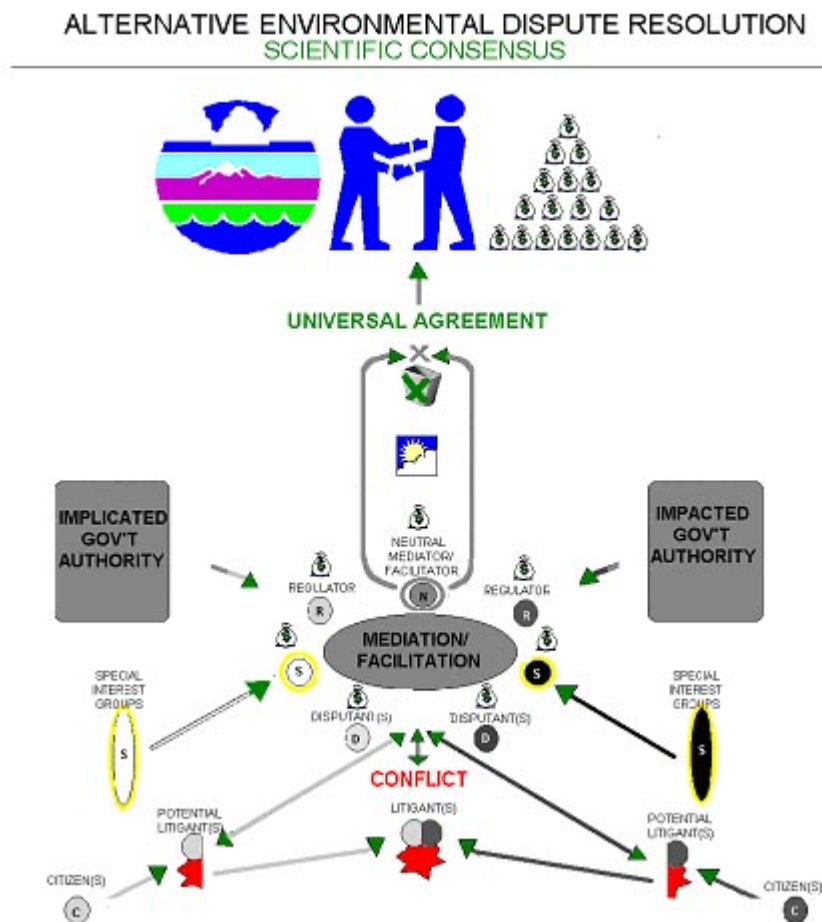 ALTERNATIVE ENVIRONMENTAL DISPUTE RESOLUTION
SCIENTIFIC CONSENSUS
UNIVERSAL AGREEMENT
IMPLICATED
GOV'T
AUTHORITY
IMPACTED
GOV'T
AUTHORITY
NEUTRAL
MEDIATOR/
FACILITATOR
N
REGULATOR
R
REGULATOR
R
MEDIATION/
FACILITATION
S
S
SPECIAL
INTEREST
GROUPS
S
SPECIAL
INTEREST
GROUPS
S
DISPUTANT(S)
D
DISPUTANT(S)
D
CONFLICT
LITIGANT(S)
POTENTIAL
LITIGANT(S)
POTENTIAL
LITIGANT(S)
CITIZEN(S)
C
CITIZEN(S)
C